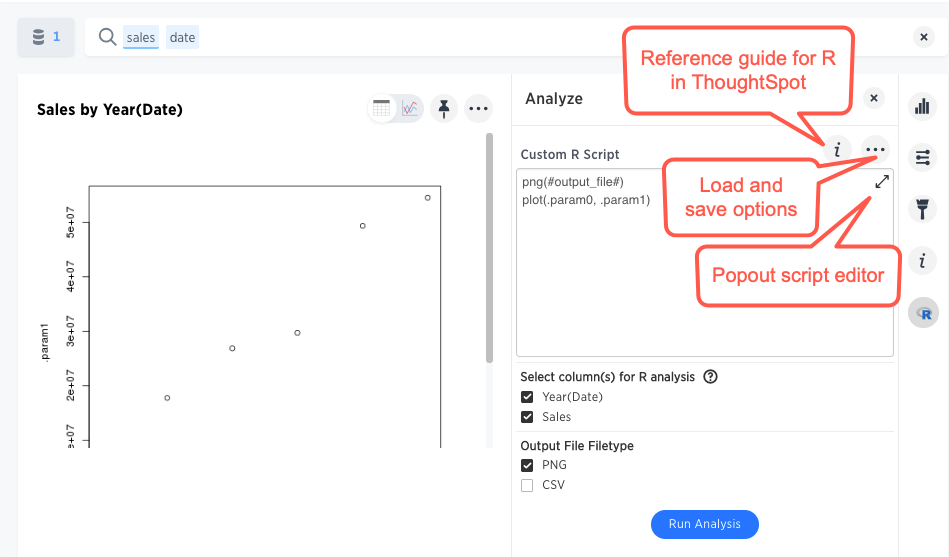 1
sales date
Reference guide for R
in ThoughtSpot
Sales by Year(Date)
Analyze
Custom R Script
i
png(#output_file#)
plot(.param0, .param1)
Load and
save options
Popout script editor
i
R
5e+07
4e+07
3e+07
2e+07
e+07
.param1
Select column(s) for R analysis ?
Year(Date)
Sales
Output File Filetype
PNG
CSV
Run Analysis